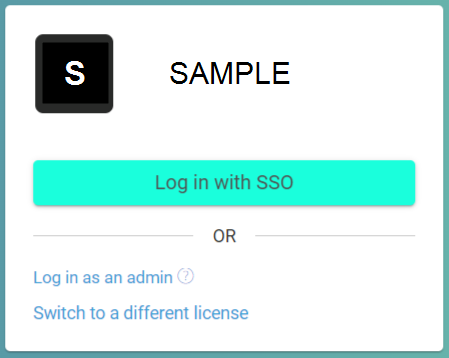 S
SAMPLE
Log in with SSO
OR
Log in as an admin ?
Switch to a different license